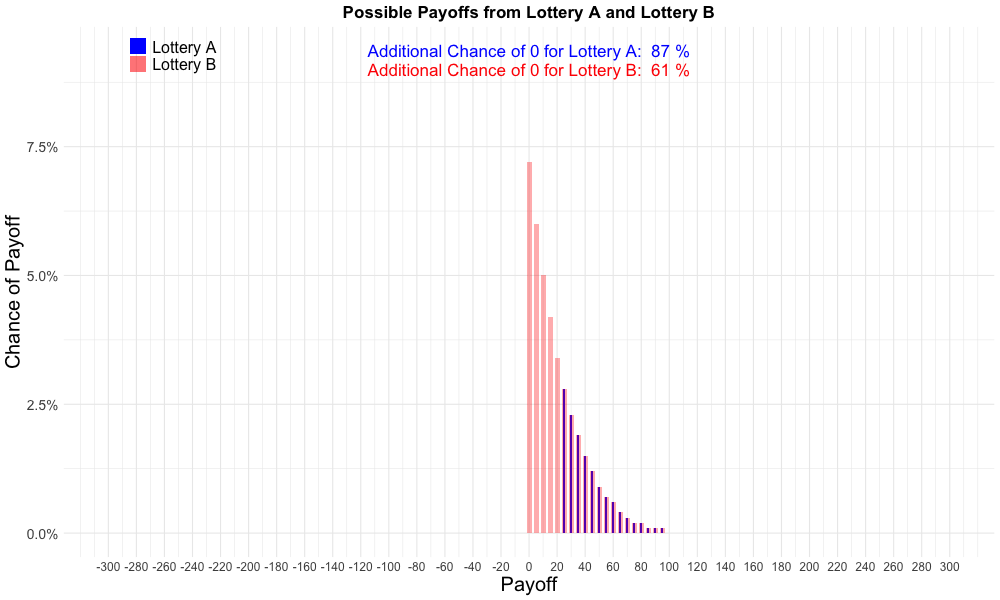 Possible Payoffs from Lottery A and Lottery B
Lottery A
Lottery B
Additional Chance of 0 for Lottery A:  87 %
Additional Chance of 0 for Lottery B:  61 %
Chance of Payoff
7.5%
5.0%
2.5%
0.0%
-300 -280 -260 -240 -220 -200 -180 -160 -140 -120 -100 -80 -60 -40 -20 0 20 40 60 80 100 120 140 160 180 200 220 240 260 280 300
Payoff